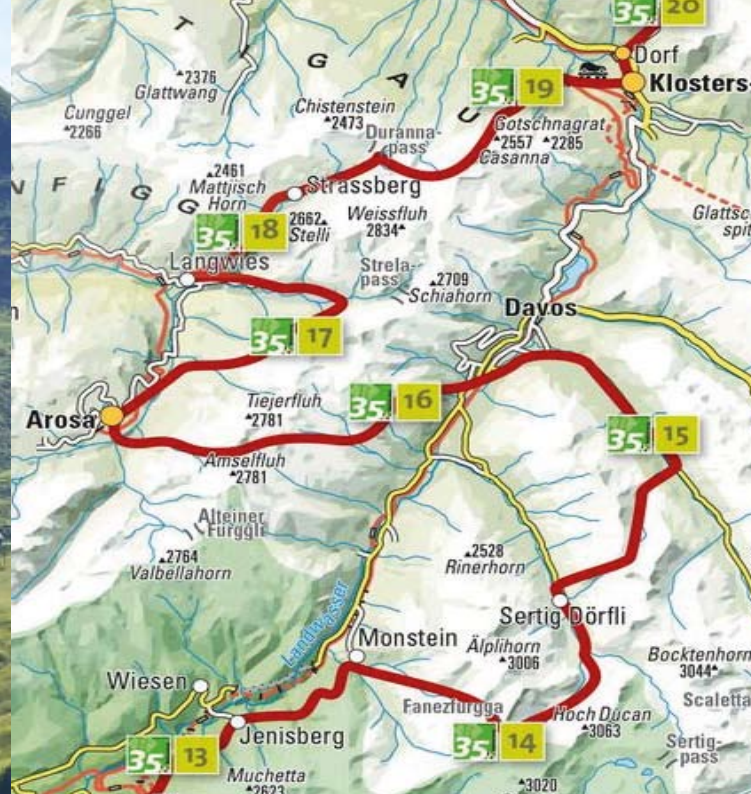 35 20
Dorf
Klosters-
T I G A U
2376
Glattwang
Cunggel
2266
Chistenstein
2473
35 19
Gotschnagrat
2557 2285
Casanna
Duranna-
pass
2461
Mattjisch
Horn
Strassberg
N F I G G
35 18
2662
Stelli
Weissfluh
2834
Glattsc
spit
Langwies
Strela-
pass
2709
Schiahorn
Davos
n
35 17
Tiejerfluh
2781
35 16
Arosa
35 15
Amselfluh
2781
Alteiner
Furggli
2764
Valbellahorn
2528
Rinerhorn
Landwasser
Sertig Dörfli
Monstein
Älplihorn
3006
Bocktenhorn
3044
Wiesen
Scaletta
Fanezfurgga
Hoch Ducan
3063
Jenisberg
35 14
Sertig-
pass
35 13
Muchetta
2623
3020